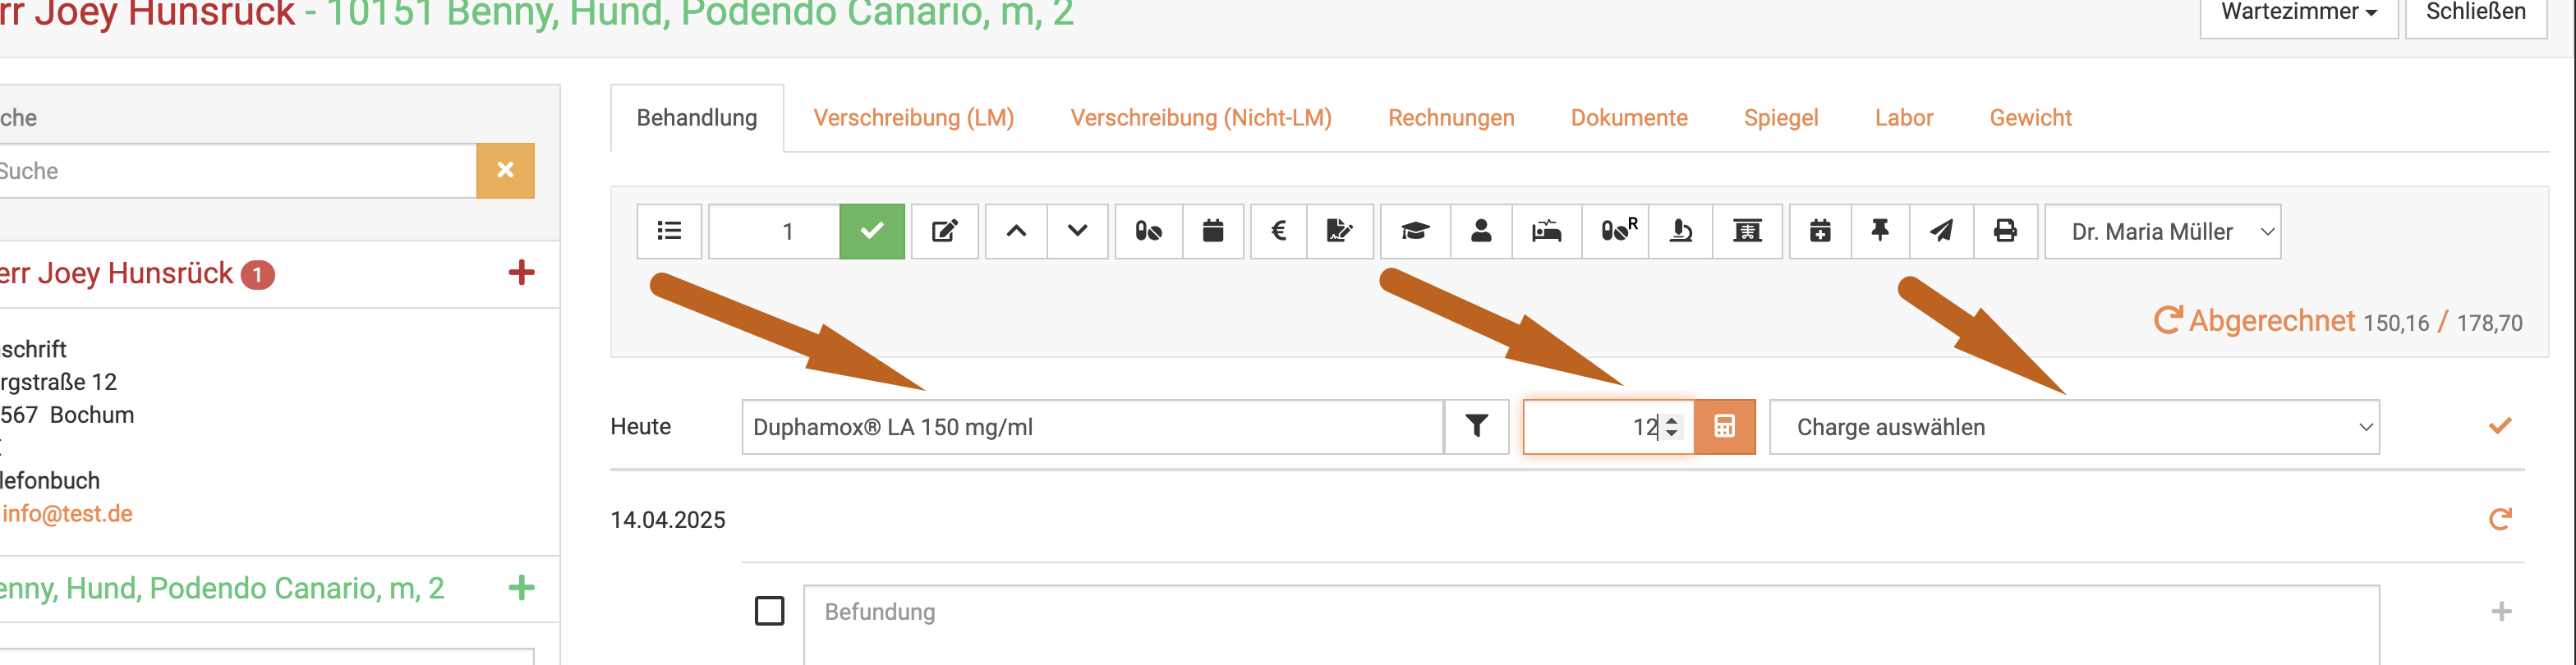 rr Joey Hunsrück - 10151 Benny, Hund, Podendo Canario, m, 2
Wartezimmer
Schließen
che
Suche
Behandlung
Verschreibung (LM)
Verschreibung (Nicht-LM)
Rechnungen
Dokumente
Spiegel
Labor
Gewicht
1
€
R
Dr. Maria Müller
err Joey Hunsrück 1
Abgerechnet 150,16 / 178,70
schrift
rgstraße 12
567 Bochum
lefonbuch
info@test.de
Heute
Duphamox® LA 150 mg/ml
12
Charge auswählen
14.04.2025
enny, Hund, Podendo Canario, m, 2
Befundung